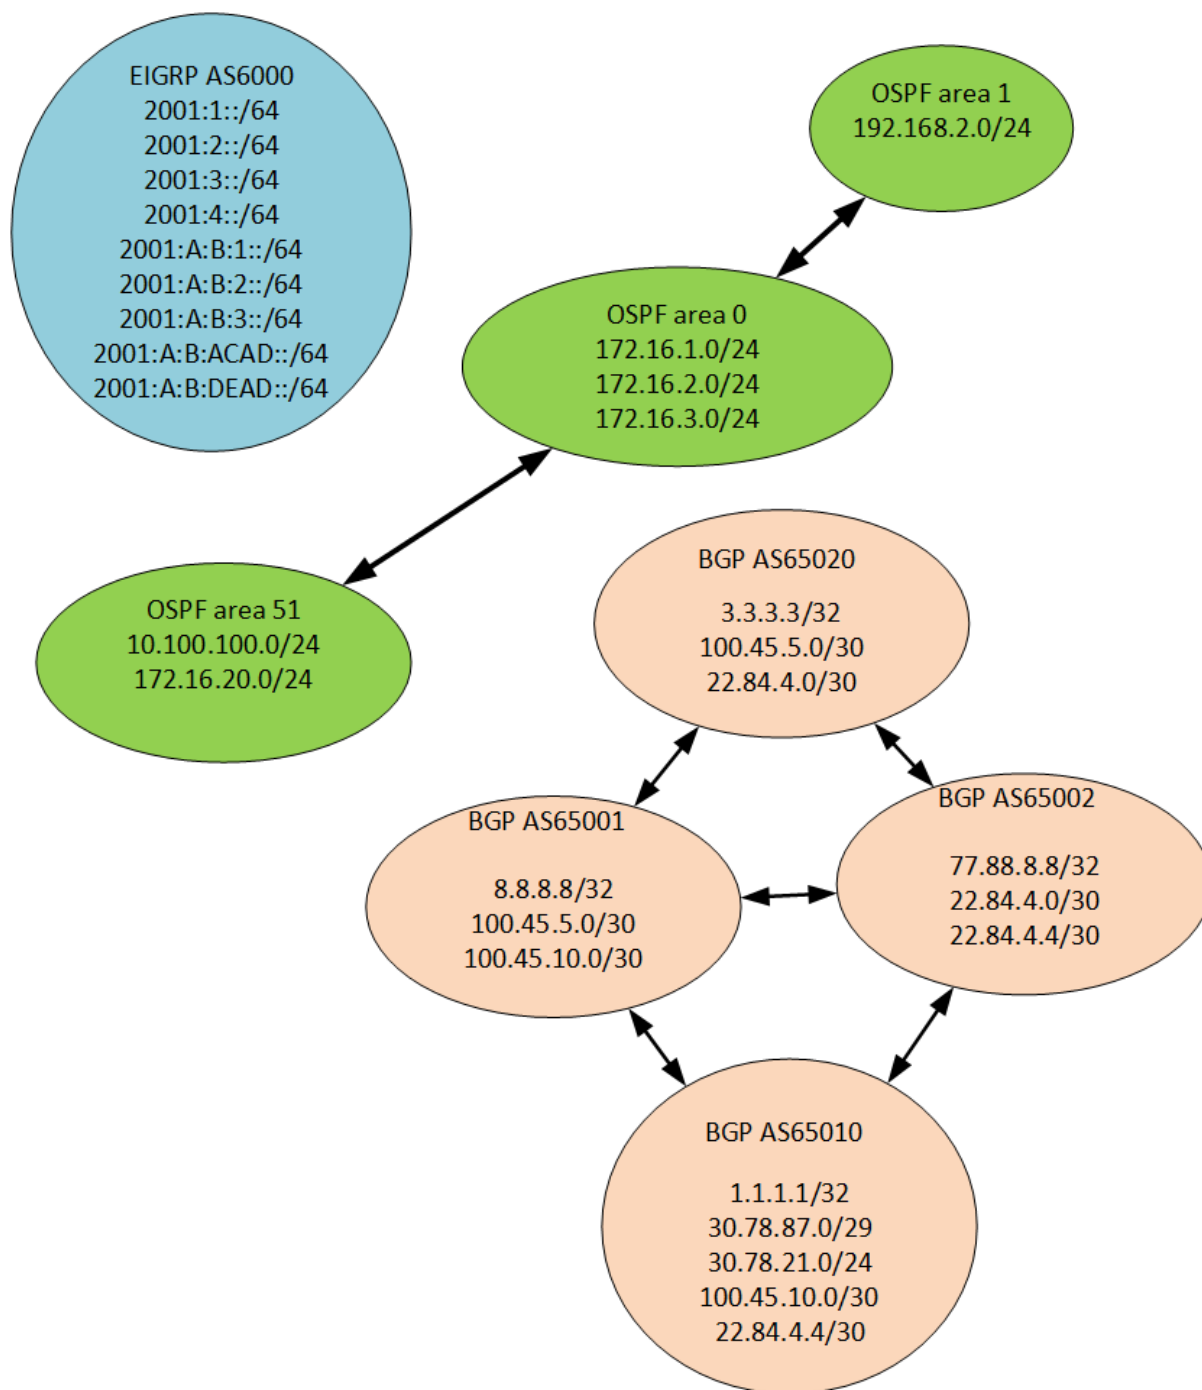 EIGRP AS6000
2001:1::/64
2001:2::/64
2001:3::/64
2001:4::/64
2001:A:B:1::/64
2001:A:B:2::/64
2001:A:B:3::/64
2001:A:B:ACAD::/64
2001:A:B:DEAD::/64
OSPF area 1
192.168.2.0/24
OSPF area 0
172.16.1.0/24
172.16.2.0/24
172.16.3.0/24
OSPF area 51
10.100.100.0/24
172.16.20.0/24
BGP AS65020
3.3.3.3/32
100.45.5.0/30
22.84.4.0/30
BGP AS65001
8.8.8.8/32
100.45.5.0/30
100.45.10.0/30
BGP AS65002
77.88.8.8/32
22.84.4.0/30
22.84.4.4/30
BGP AS65010
1.1.1.1/32
30.78.87.0/29
30.78.21.0/24
100.45.10.0/30
22.84.4.4/30